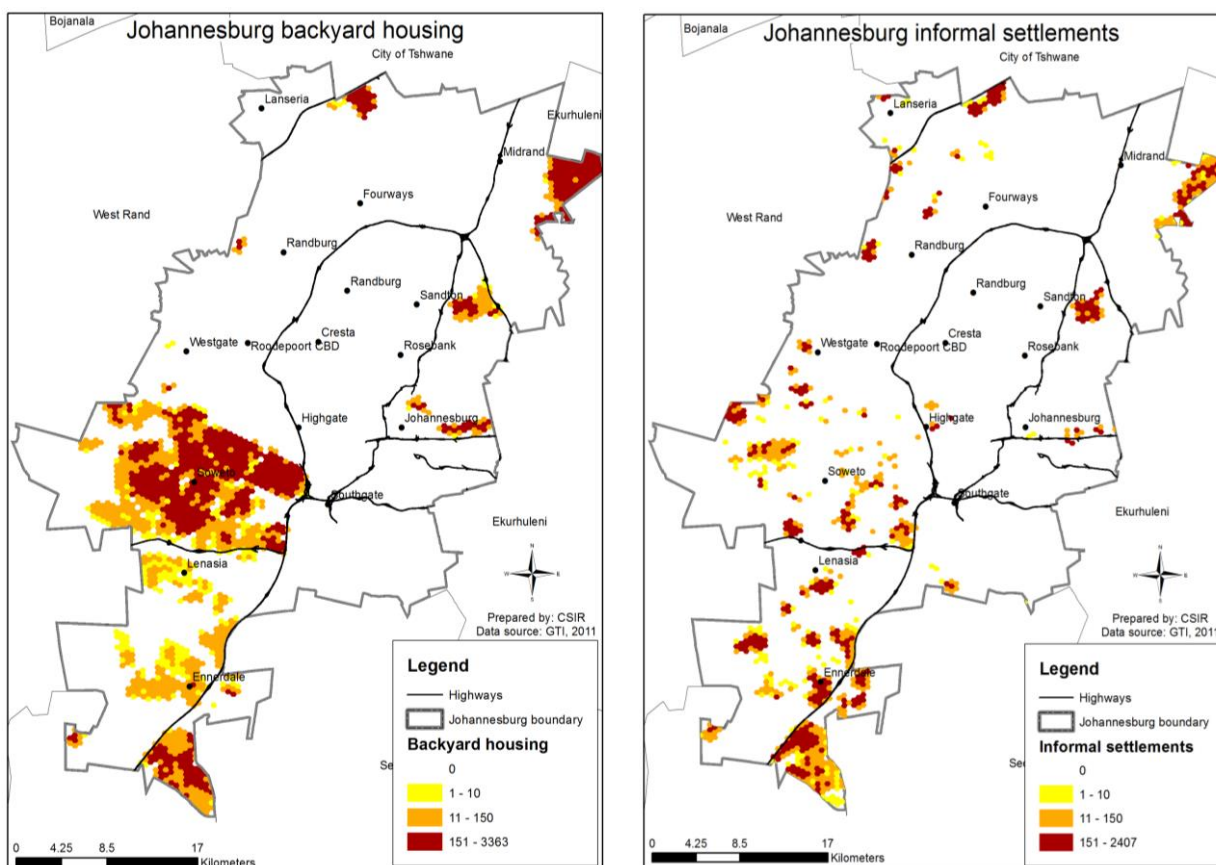 Johannesburg backyard housing
Bojanala
City of Tshwane
Lanseria
Ekurhuleni
Midrand
Fourways
West Rand
Randburg
Randburg
Sandton
Westgate
Roodepoort CBD
Cresta
Rosebank
Highgate
Johannesburg
Soweto
Southgate
Ekurhuleni
N
W
E
S
Lenasia
Prepared by: CSIR
Data source: GTI, 2011
Ennerdale
Se
Legend
Highways
Johannesburg boundary
Backyard housing
0
1 - 10
11 - 150
151 - 3363
0 4.25 8.5 17
Kilometers
Johannesburg informal settlements
Bojanala
City of Tshwane
Lanseria
Ekurhuleni
Midrand
Fourways
West Rand
Randburg
Randburg
Sandton
Westgate
Roodepoort CBD
Cresta
Rosebank
Highgate
Johannesburg
Soweto
Southgate
Ekurhuleni
N
W
E
S
Lenasia
Prepared by: CSIR
Data source: GTI, 2011
Ennerdale
Se
Legend
Highways
Johannesburg boundary
Informal settlements
0
1 - 10
11 - 150
151 - 2407
0 4.25 8.5 17
Kilometers